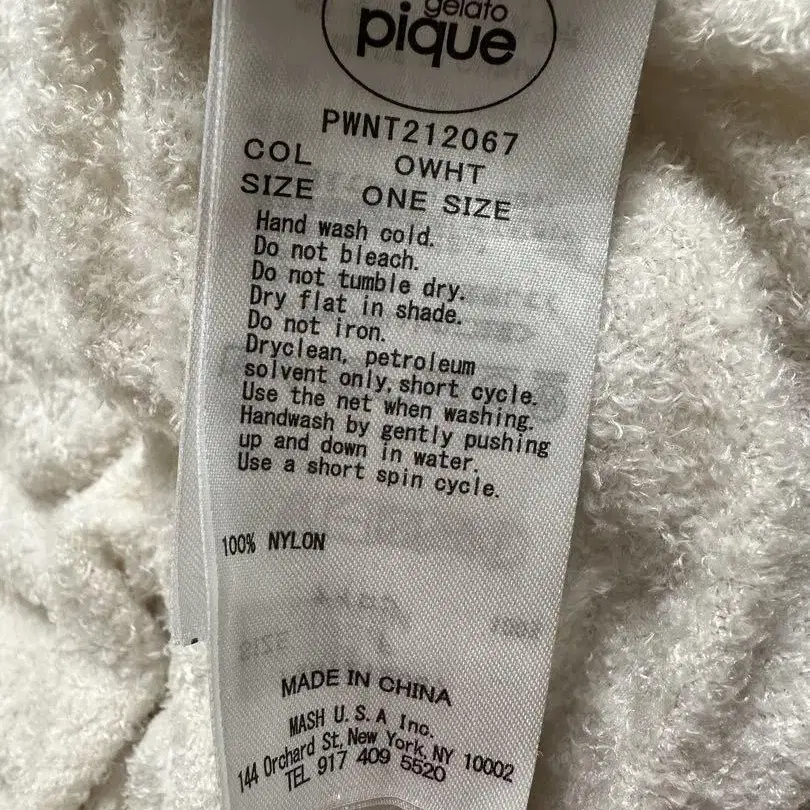 gelato
pique
PWNT212067
COL OWHT
SIZE ONE SIZE
Hand wash cold.
Do not bleach.
Do not tumble dry.
Dry flat in shade.
Do not iron.
Dryclean, petroleum
solvent only, short cycle.
Use the net when washing.
Handwash by gently pushing
up and down in water.
Use a short spin cycle.
100% NYLON
MADE IN CHINA
MASH U.S.A Inc.
144 Orchard St, New York, NY 10002
TEL 917 409 5520